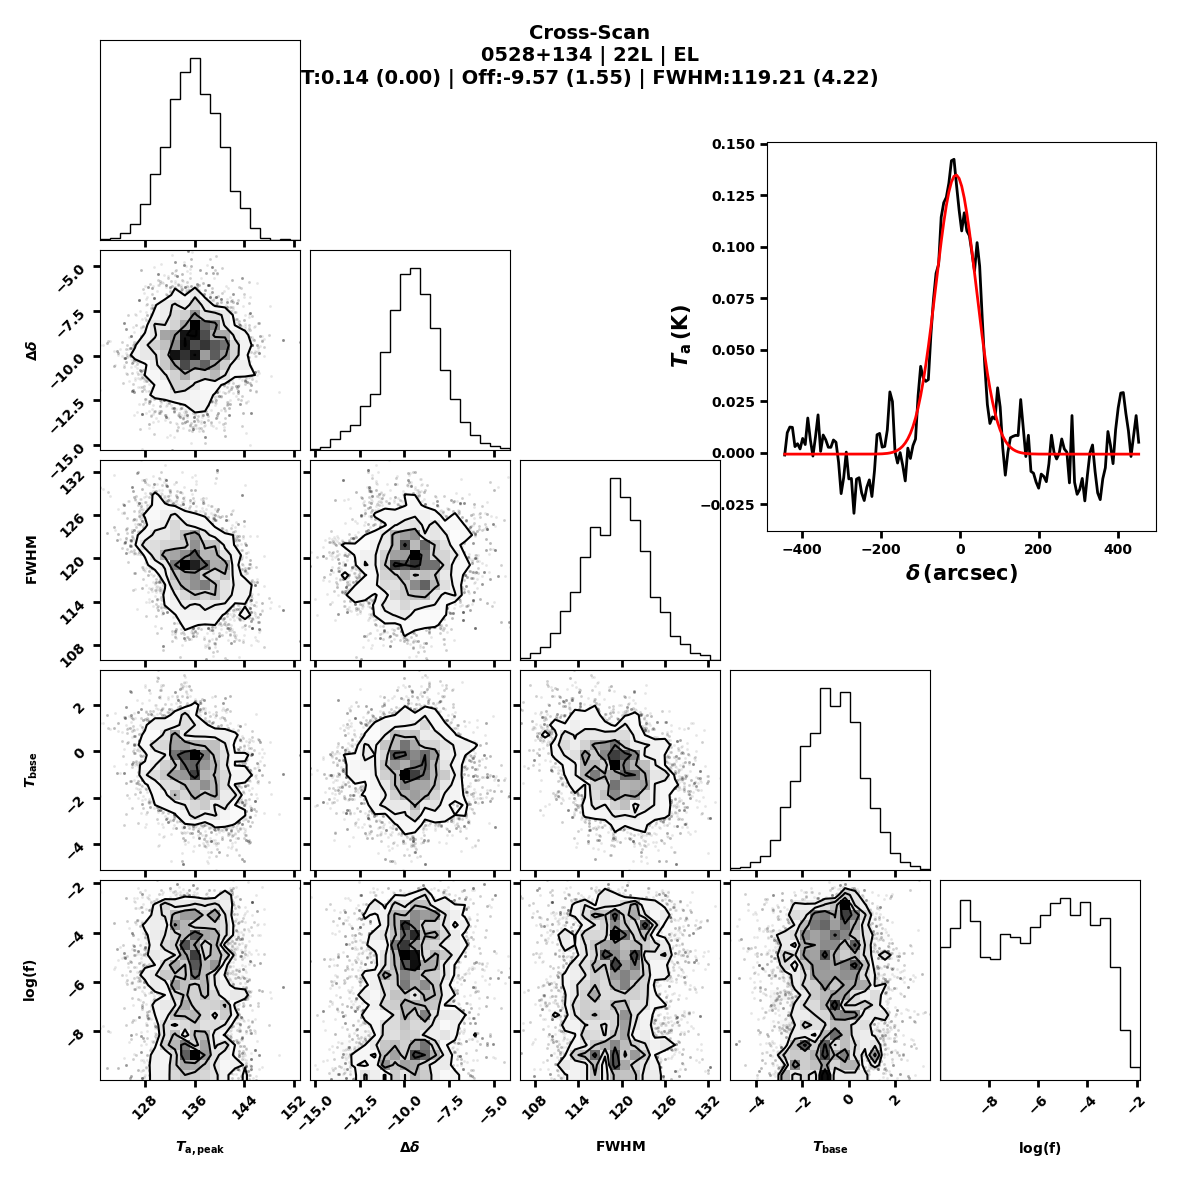 Cross-Scan
0528+134 | 22L | EL
T:0.14 (0.00) | Off:-9.57 (1.55) | FWHM:119.21 (4.22)
0.150
0.125
0.100
0.075
0.050
0.025
0.000
−0.025
T_a (K)
−400 −200 0 200 400
δ (arcsec)
−5.0
−7.5
−10.0
−12.5
−15.0
Δδ
132
126
120
114
108
FWHM
2
0
−2
−4
T_base
−2
−4
−6
−8
log(f)
128 136 144 152
−15.0 −12.5 −10.0 −7.5 −5.0
108 114 120 126 132
−4 −2 0 2
−8 −6 −4 −2
T_a,peak
Δδ
FWHM
T_base
log(f)